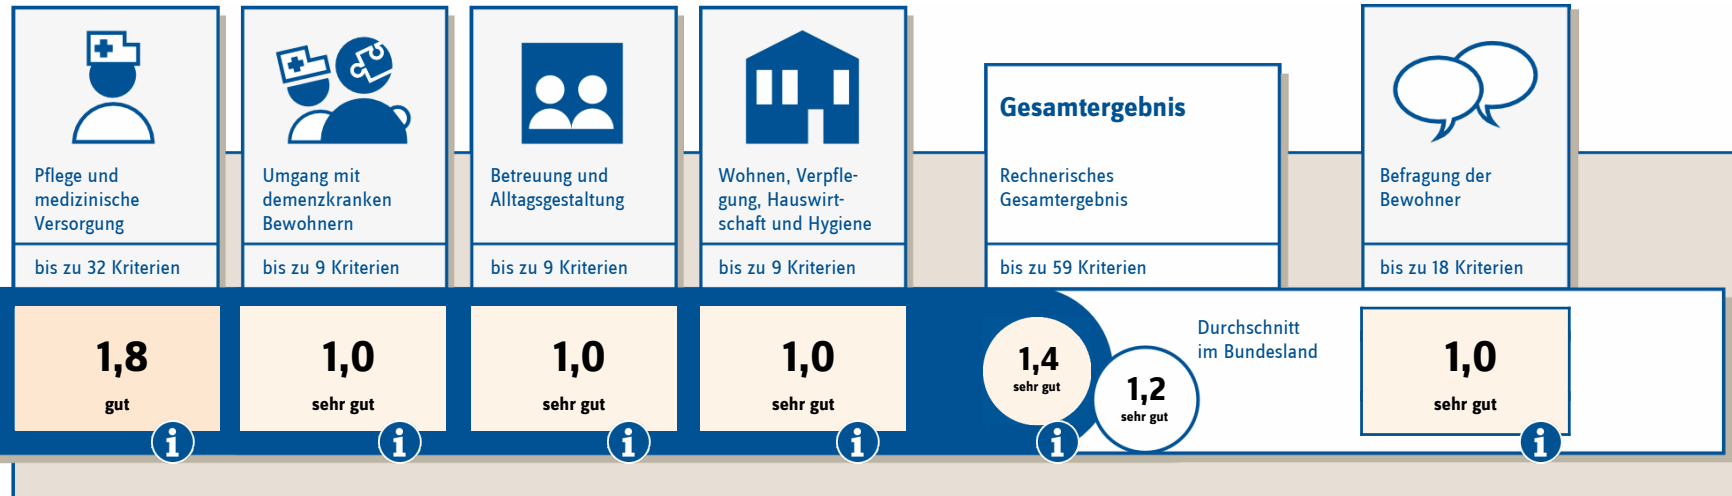 Pflege und
medizinische
Versorgung
bis zu 32 Kriterien
1,8
gut
i
Umgang mit
demenzkranken
Bewohnern
bis zu 9 Kriterien
1,0
sehr gut
i
Betreuung und
Alltagsgestaltung
bis zu 9 Kriterien
1,0
sehr gut
i
Wohnen, Verpfle-
gung, Hauswirt-
schaft und Hygiene
bis zu 9 Kriterien
1,0
sehr gut
i
Gesamtergebnis
Rechnerisches
Gesamtergebnis
bis zu 59 Kriterien
1,4
sehr gut
i
Durchschnitt
im Bundesland
1,2
sehr gut
Befragung der
Bewohner
bis zu 18 Kriterien
1,0
sehr gut
i